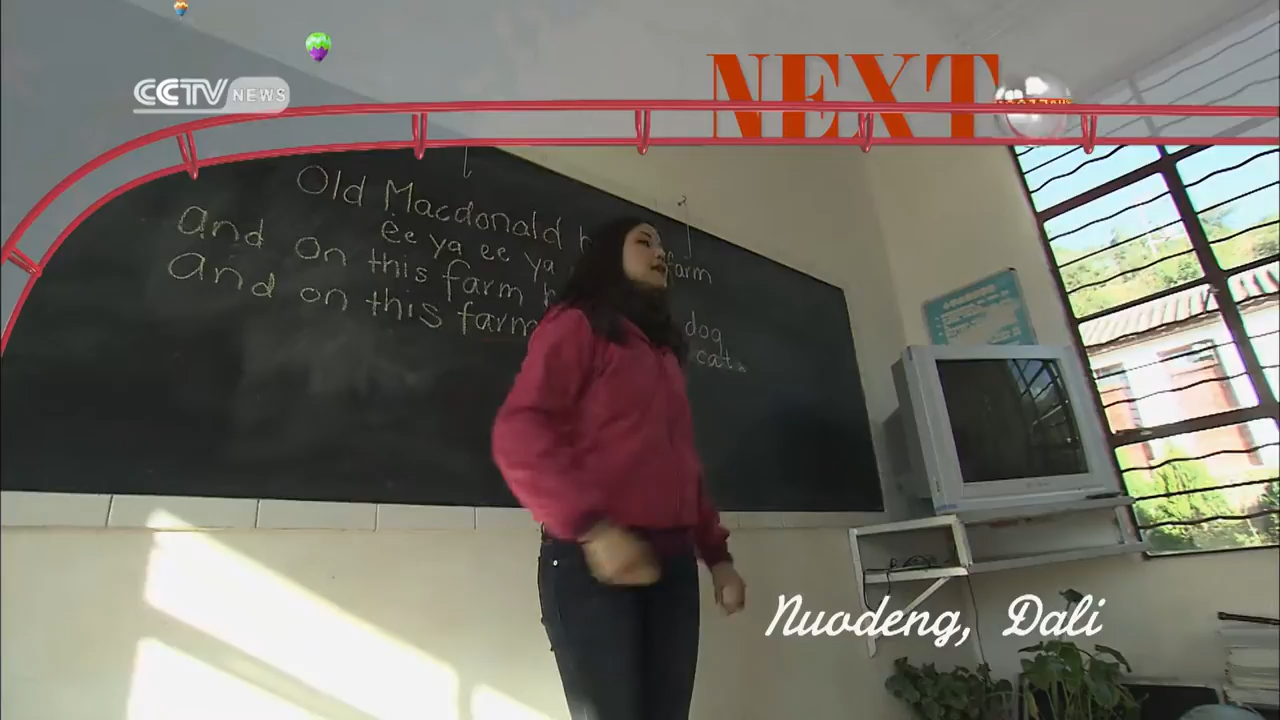 CCTV NEWS
NEXT
Old Macdonald
farm
ee ya ee ya
And on this farm
dog
And on this farm
cat.
Nuodeng, Dali